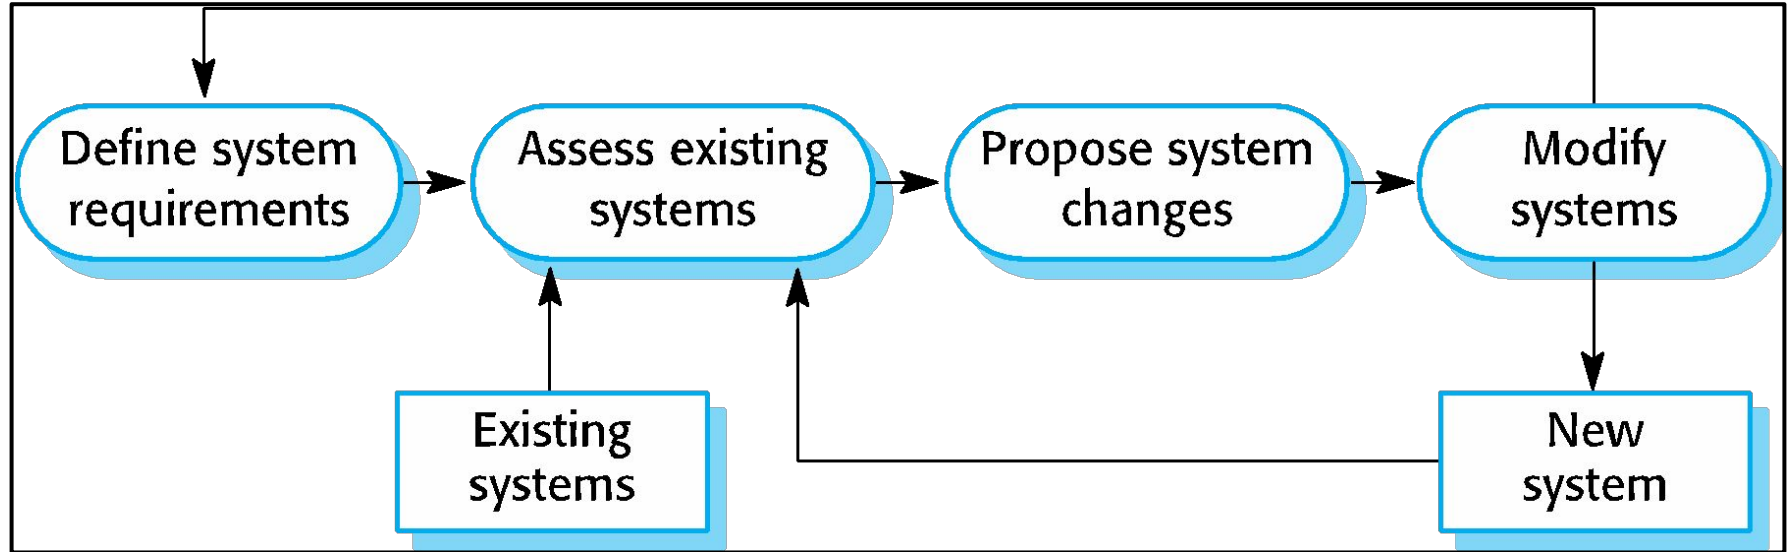 Define system
requirements
Assess existing
systems
Propose system
changes
Modify
systems
Existing
systems
New
system